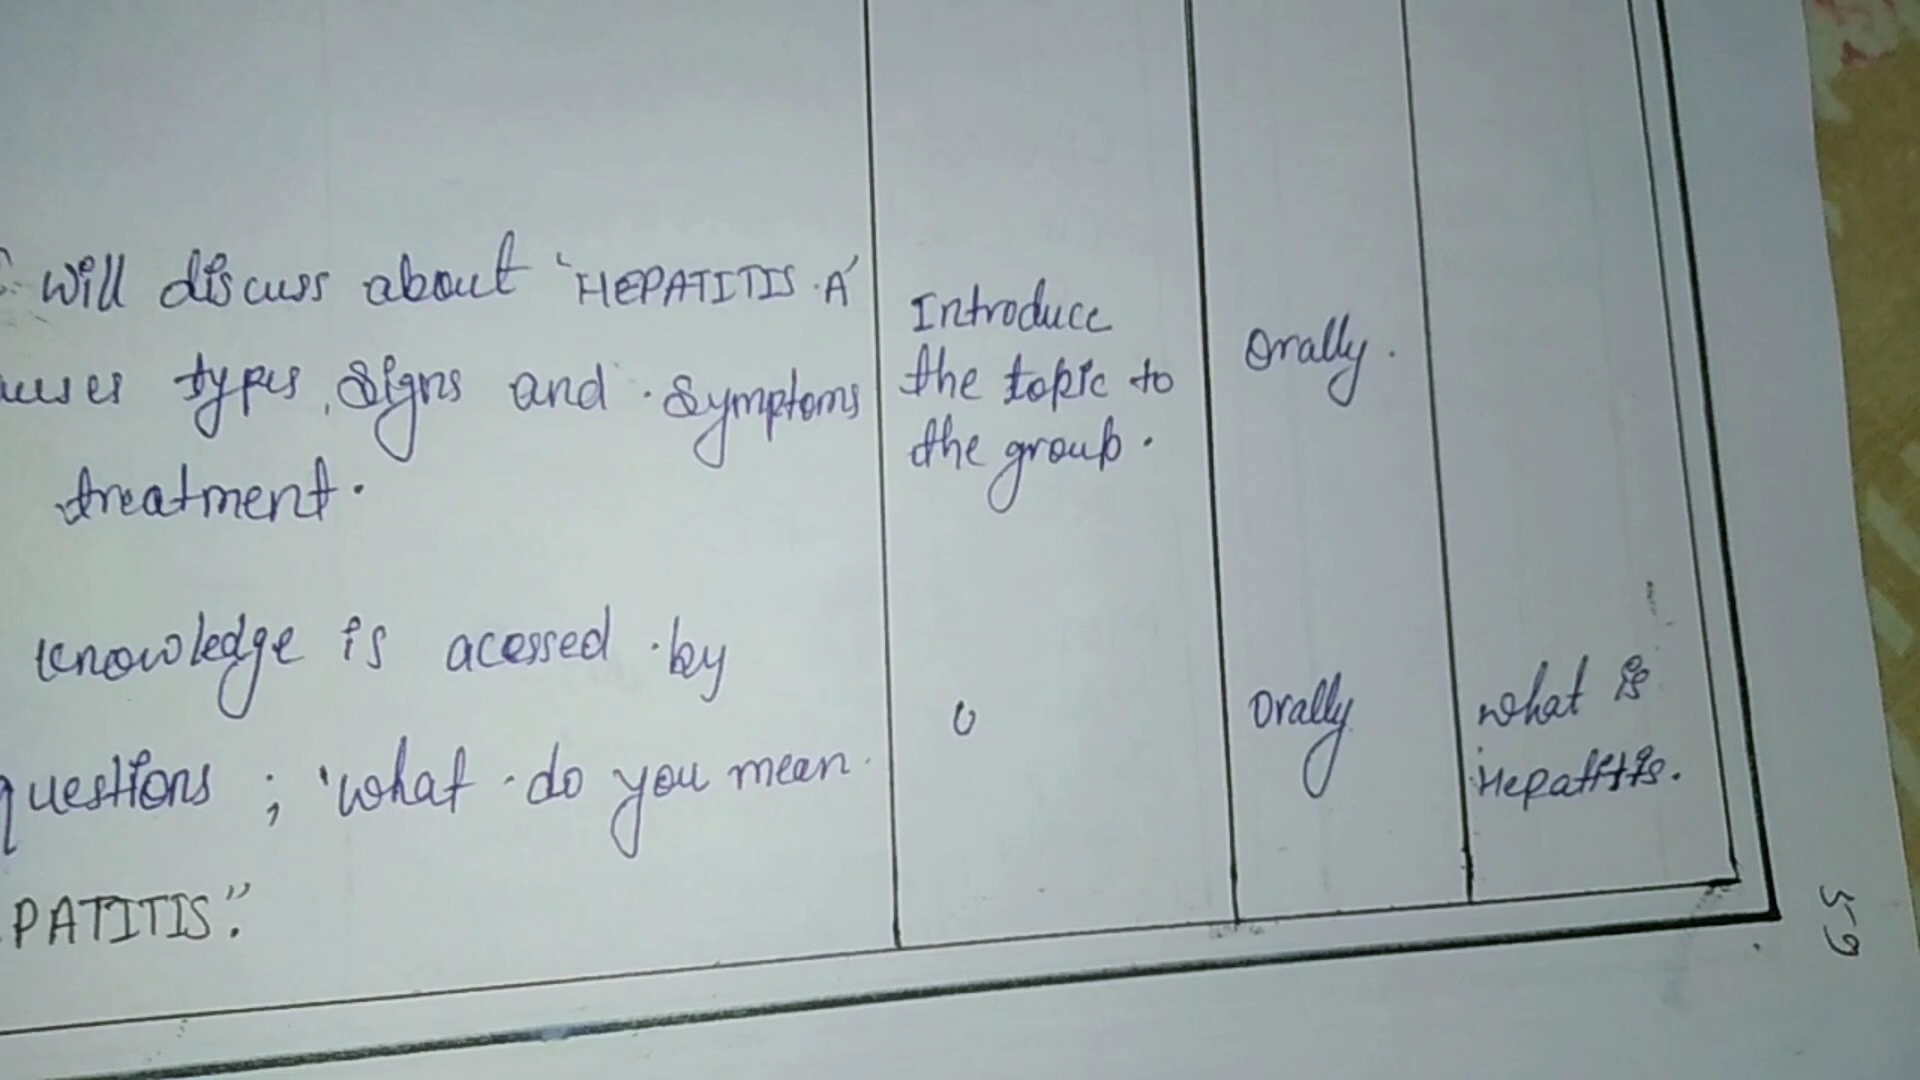 will discuss about 'HEPATITIS.A'
types, signs and symptoms
treatment.
knowledge is acessed by
questions ; 'what do you mean
PATITIS".
Introduce
the topic to
the group.
Orally.
Orally
what is
Hepatitis.
59